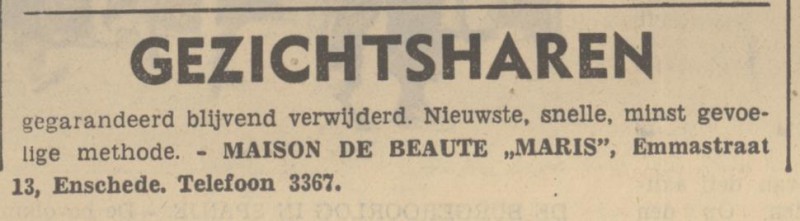 GEZICHTSHAREN
gegarandeerd blijvend verwijderd. Nieuwste, snelle, minst gevoe-
lige methode. - MAISON DE BEAUTE „MARIS”, Emmastraat
13, Enschede. Telefoon 3367.